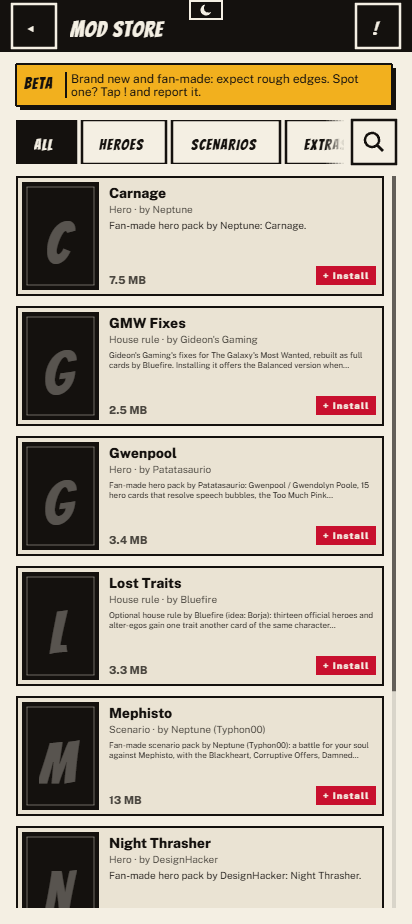 ◂ MOD STORE !
BETA Brand new and fan-made: expect rough edges. Spot
one? Tap ! and report it.
ALL HEROES SCENARIOS EXTRAS
C
Carnage
Hero · by Neptune
Fan-made hero pack by Neptune: Carnage.
7.5 MB + Install
G
GMW Fixes
House rule · by Gideon's Gaming
Gideon's Gaming's fixes for The Galaxy's Most Wanted, rebuilt as full
cards by Bluefire. Installing it offers the Balanced version when...
2.5 MB + Install
G
Gwenpool
Hero · by Patatasaurio
Fan-made hero pack by Patatasaurio: Gwenpool / Gwendolyn Poole, 15
hero cards that resolve speech bubbles, the Too Much Pink...
3.4 MB + Install
L
Lost Traits
House rule · by Bluefire
Optional house rule by Bluefire (idea: Borja): thirteen official heroes and
alter-egos gain one trait another card of the same character...
3.3 MB + Install
M
Mephisto
Scenario · by Neptune (Typhon00)
Fan-made scenario pack by Neptune (Typhon00): a battle for your soul
against Mephisto, with the Blackheart, Corruptive Offers, Damned...
13 MB + Install
N
Night Thrasher
Hero · by DesignHacker
Fan-made hero pack by DesignHacker: Night Thrasher.